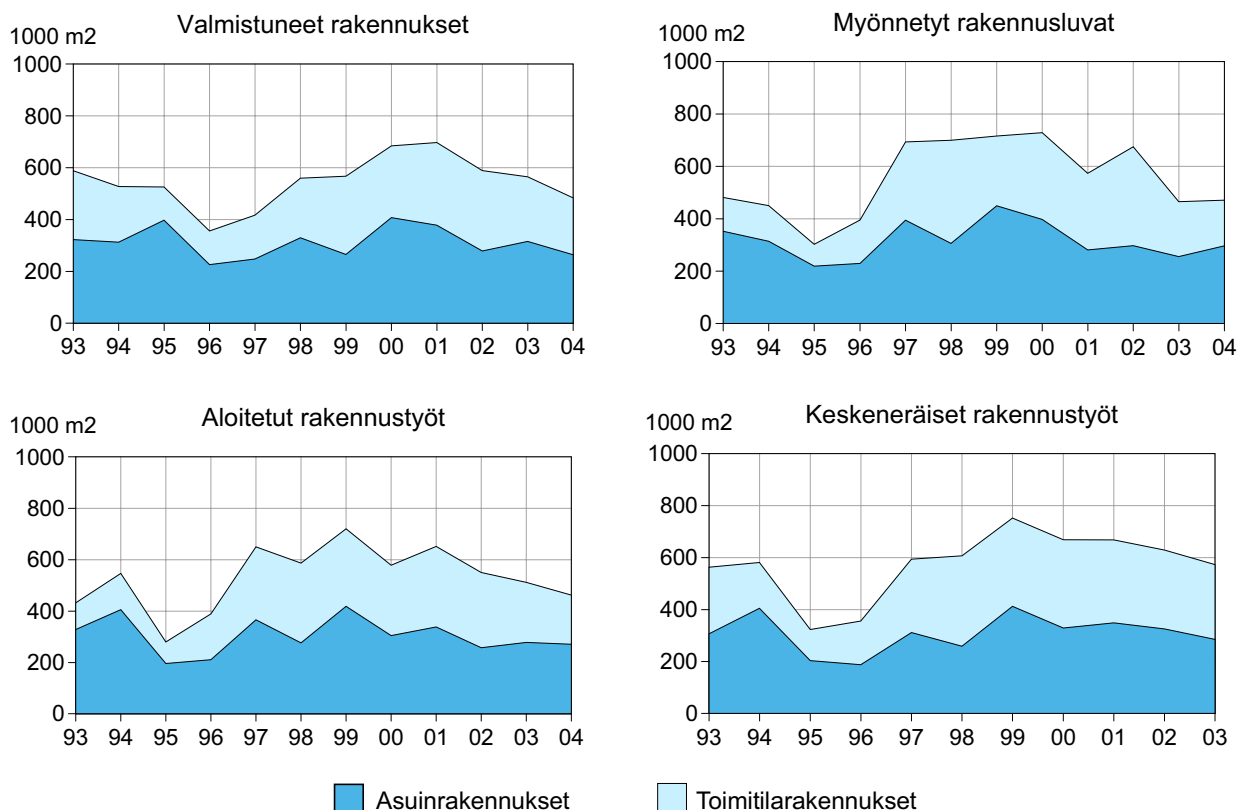 Valmistuneet rakennukset
1000 m2
1000
800
600
400
200
0
93 94 95 96 97 98 99 00 01 02 03 04
Myönnetyt rakennusluvat
1000 m2
1000
800
600
400
200
0
93 94 95 96 97 98 99 00 01 02 03 04
Aloitetut rakennustyöt
1000 m2
1000
800
600
400
200
0
93 94 95 96 97 98 99 00 01 02 03 04
Keskeneräiset rakennustyöt
1000 m2
1000
800
600
400
200
0
93 94 95 96 97 98 99 00 01 02 03
Asuinrakennukset
Toimitilarakennukset